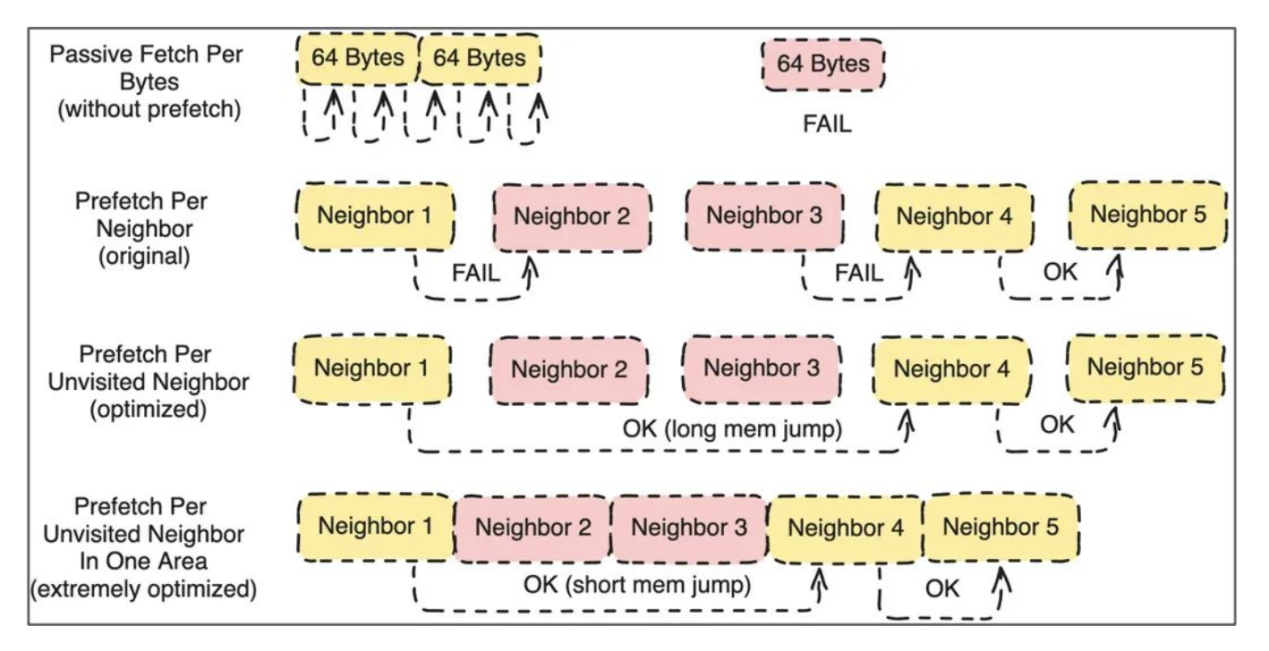 Passive Fetch Per
Bytes
(without prefetch)
64 Bytes
64 Bytes
64 Bytes
FAIL
Prefetch Per
Neighbor
(original)
Neighbor 1
Neighbor 2
Neighbor 3
Neighbor 4
Neighbor 5
FAIL
FAIL
OK
Prefetch Per
Unvisited Neighbor
(optimized)
Neighbor 1
Neighbor 2
Neighbor 3
Neighbor 4
Neighbor 5
OK (long mem jump)
OK
Prefetch Per
Unvisited Neighbor
In One Area
(extremely optimized)
Neighbor 1
Neighbor 2
Neighbor 3
Neighbor 4
Neighbor 5
OK (short mem jump)
OK